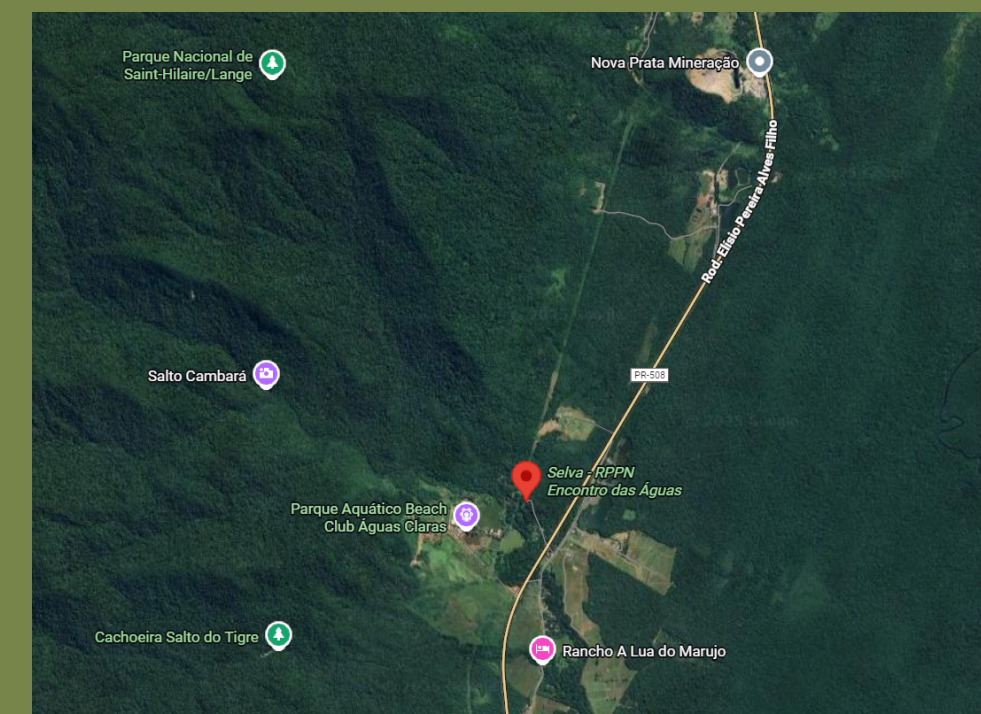 Parque Nacional de
Saint-Hilaire/Lange
Nova Prata Mineração
Rod. Elísio Pereira Alves Filho
Salto Cambará
PR-508
Selva - RPPN
Encontro das Águas
Parque Aquático Beach
Club Águas Claras
Cachoeira Salto do Tigre
Rancho A Lua do Marujo